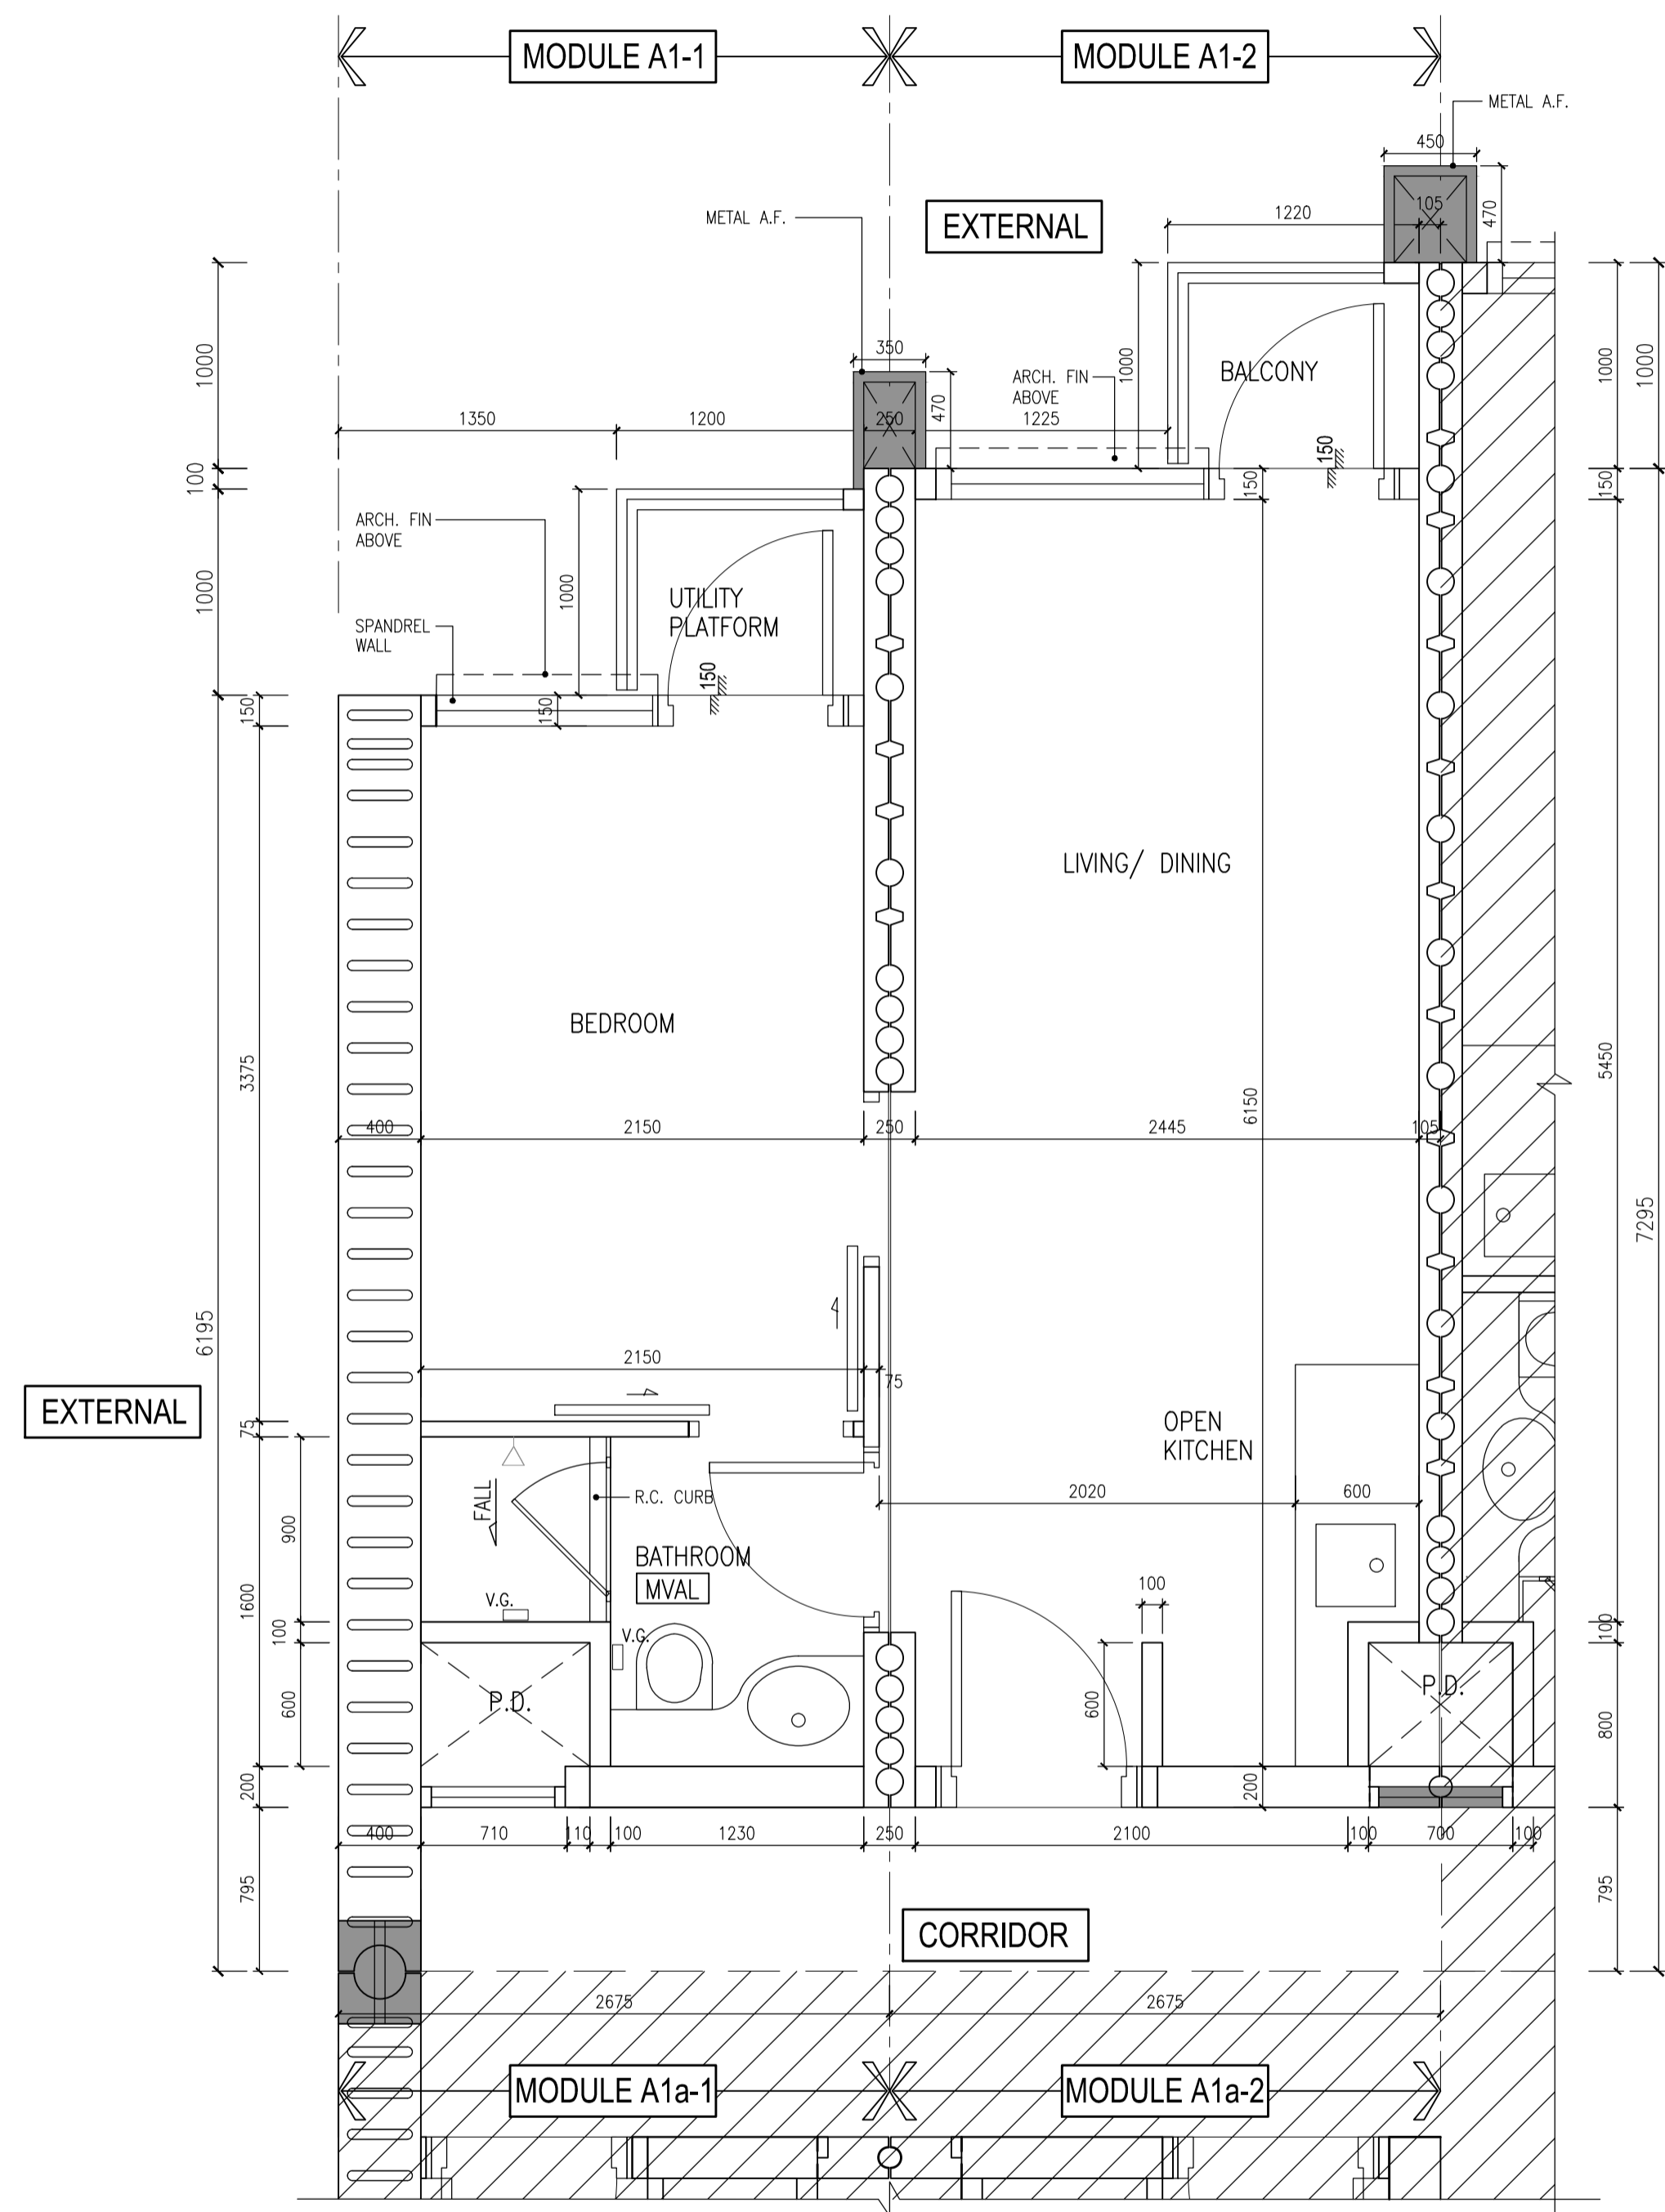 MODULE A1-1
MODULE A1-2
METAL A.F.
450
105
470
METAL A.F.
EXTERNAL
1220
350
470
1000
ARCH. FIN
ABOVE
BALCONY
1000
1000
1000
1350
1200
250
1225
150
150
150
100
1000
ARCH. FIN
ABOVE
1000
UTILITY
PLATFORM
SPANDREL
WALL
150
150
150
LIVING/ DINING
BEDROOM
3375
5450
6150
400
2150
250
2445
105
7295
6195
2150
75
EXTERNAL
75
OPEN
KITCHEN
FALL
R.C. CURB
2020
600
900
BATHROOM
MVAL
1600
V.G.
100
100
V.G.
100
600
P.D.
600
P.D.
800
200
200
400
710
110
100
1230
250
2100
100
700
100
795
795
CORRIDOR
2675
2675
MODULE A1a-1
MODULE A1a-2